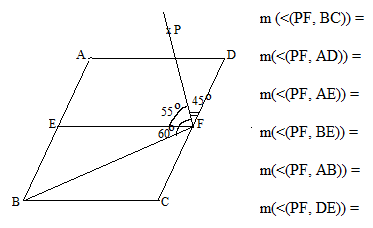 P
A
D
m (<(PF, BC)) =
m(<(PF, AD)) =
m(<(PF, AE)) =
m(<(PF, BE)) =
m(<(PF, AB)) =
m(<(PF, DE)) =
45°
55°
E
60°
F
B
C